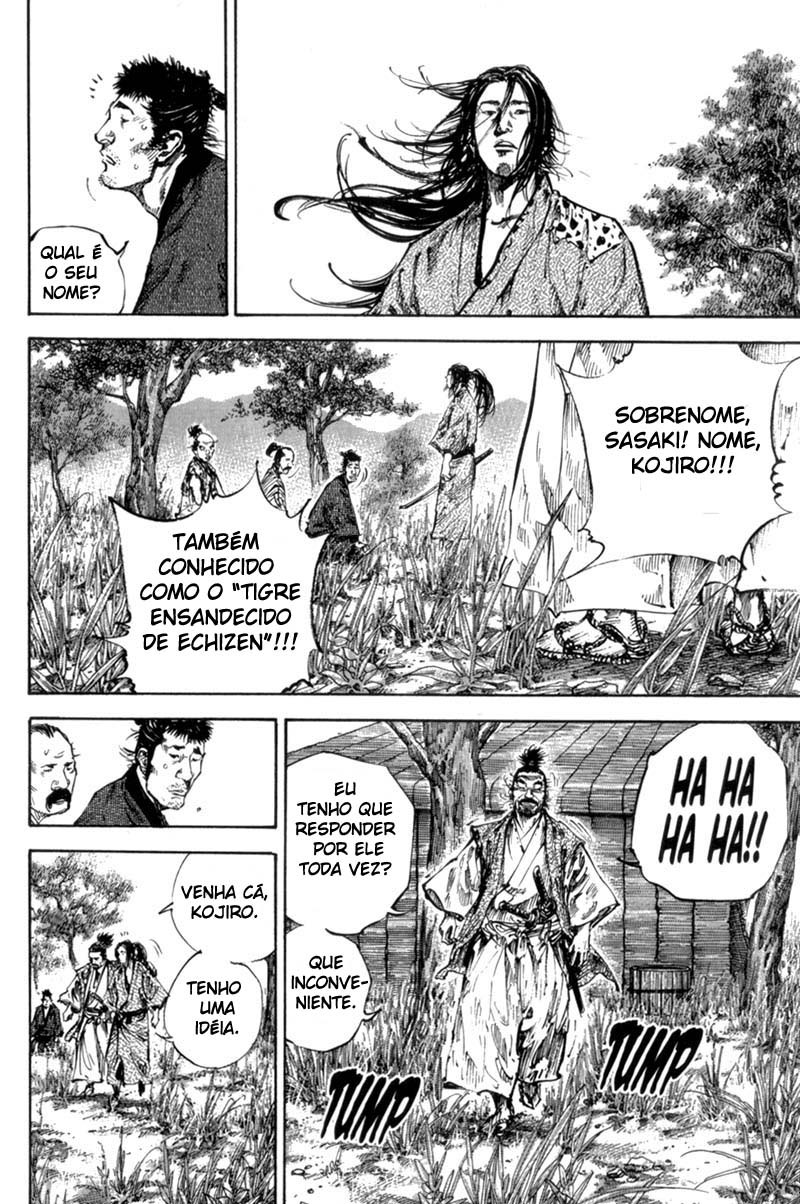 QUAL É
O SEU
NOME?
SOBRENOME,
SASAKI! NOME,
KOJIRO!!!
TAMBÉM
CONHECIDO
COMO O "TIGRE
ENSANDECIDO
DE ECHIZEN"!!!
HA HA
HA HA!!
EU
TENHO QUE
RESPONDER
POR ELE
TODA VEZ?
QUE
INCONVE-
NIENTE.
TUMP
TUMP
VENHA CÁ,
KOJIRO.
TENHO
UMA
IDÉIA.